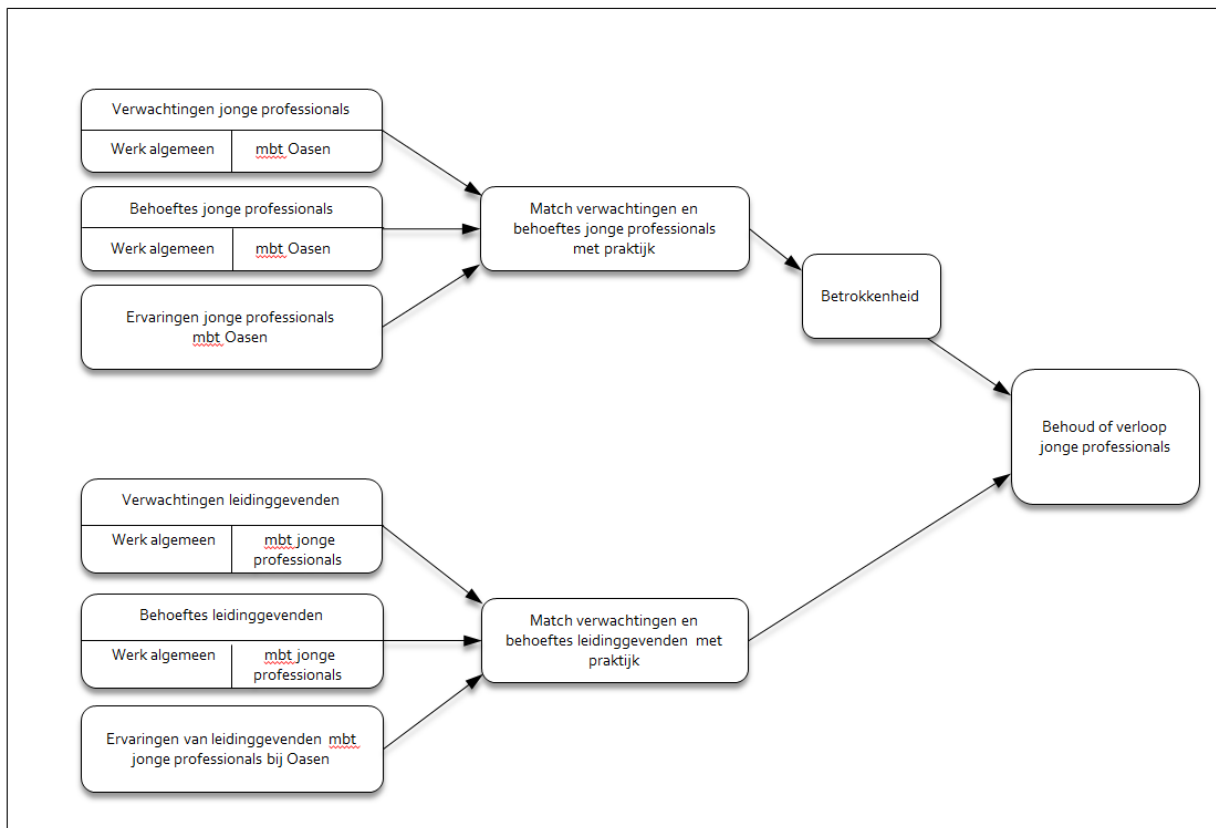 Verwachtingen jonge professionals
Werk algemeen
mbt Oasen
Behoeftes jonge professionals
Werk algemeen
mbt Oasen
Ervaringen jonge professionals
mbt Oasen
Match verwachtingen en
behoeftes jonge professionals
met praktijk
Betrokkenheid
Behoud of verloop
jonge professionals
Verwachtingen leidinggevenden
Werk algemeen
mbt jonge
professionals
Behoeftes leidinggevenden
Werk algemeen
mbt jonge
professionals
Ervaringen van leidinggevenden mbt
jonge professionals bij Oasen
Match verwachtingen en
behoeftes leidinggevenden met
praktijk